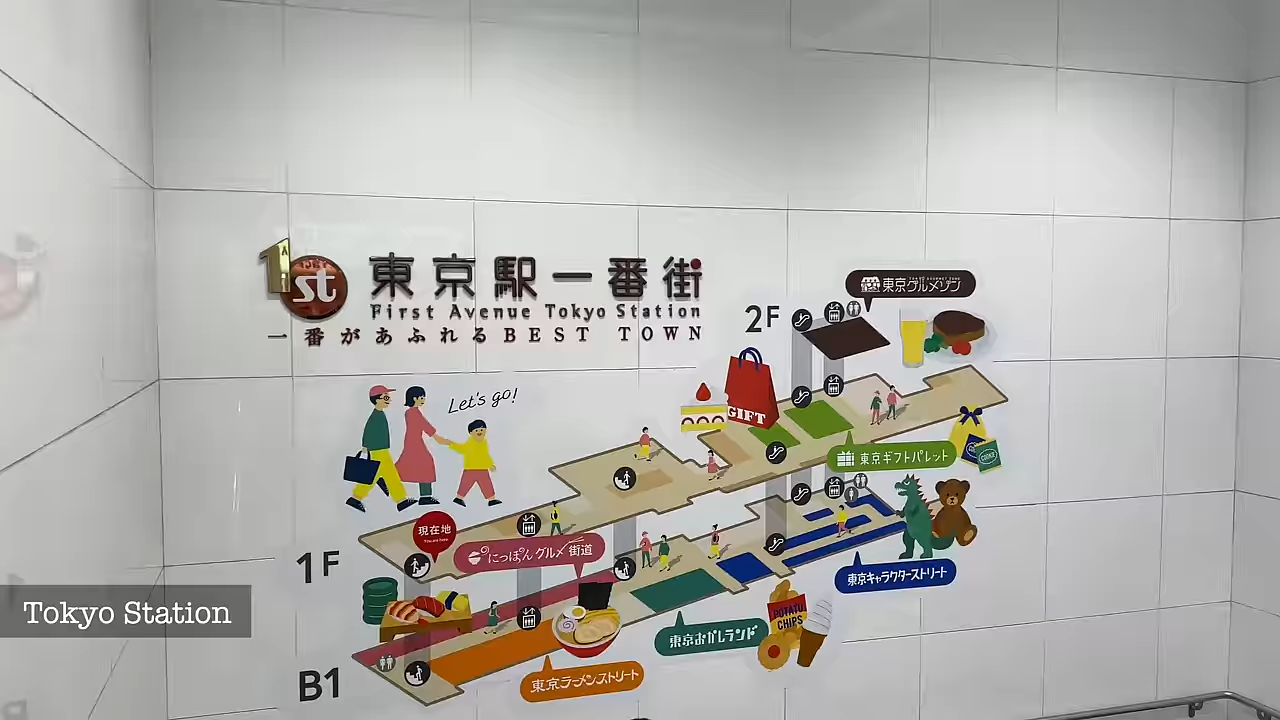 1st
東京駅一番街
First Avenue Tokyo Station
一番があふれるBEST TOWN
Let's go!
2F
東京グルメゾン
GIFT
東京ギフトパレット
COOKIE
現在地
You are here
1F
にっぽんグルメ街道
東京キャラクターストリート
POTATO CHIPS
東京おかしランド
東京ラーメンストリート
B1
Tokyo Station